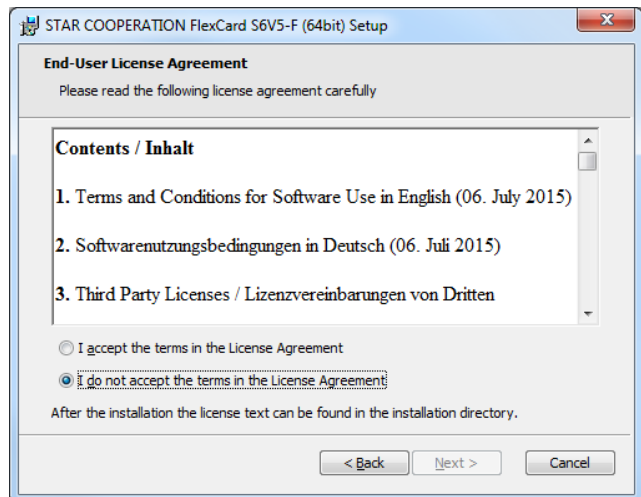 STAR COOPERATION FlexCard S6V5-F (64bit) Setup
End-User License Agreement
Please read the following license agreement carefully
Contents / Inhalt
1. Terms and Conditions for Software Use in English (06. July 2015)
2. Softwarenutzungsbedingungen in Deutsch (06. Juli 2015)
3. Third Party Licenses / Lizenzvereinbarungen von Dritten
I accept the terms in the License Agreement
I do not accept the terms in the License Agreement
After the installation the license text can be found in the installation directory.
< Back Next > Cancel